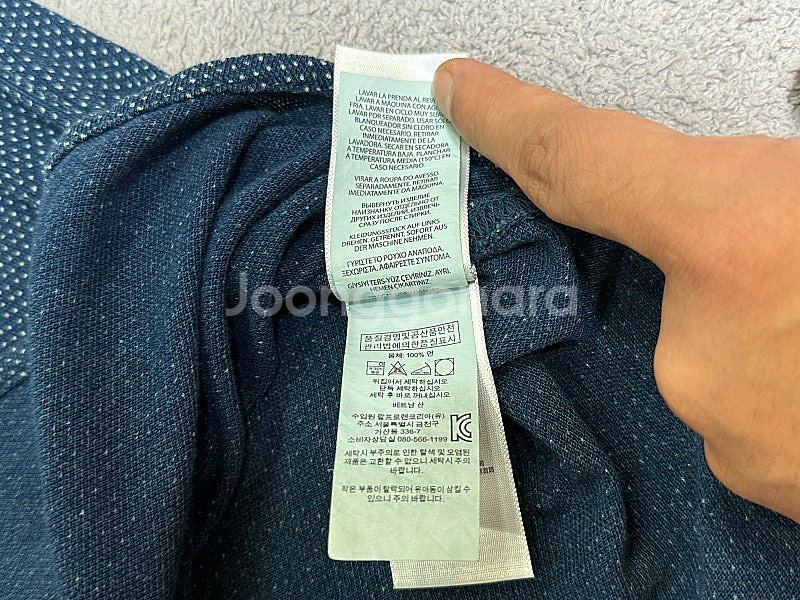 LAVAR LA PRENDA AL
LAVAR A MÁQUINA CON
FRÍA, LAVAR EN CICLO MUY
LAVAR POR SEPARADO. USAR SOLO
BLANQUEADOR SIN CLORO EN
CASO NECESARIO. RETIRAR
INMEDIATAMENTE DE LA
LAVADORA. SECAR EN SECADORA
A TEMPERATURA BAJA. PLANCHAR
A TEMPERATURA MEDIA (150°C) EN
CASO NECESARIO.
VIRAR A ROUPA DO AVESSO.
SEPARADAMENTE. RETIRAR
IMEDIATAMENTE DA MAQUINA.
ВЫВЕРНУТЬ ИЗДЕЛИЕ
НАИЗНАНКУ. ОТДЕЛЬНО ОТ
ДРУГИХ ИЗДЕЛИЙ. ИЗВЛЕЧЬ
СРАЗУ ПОСЛЕ СТИРКИ.
KLEIDUNGSSTÜCK AUF LINKS
DREHEN. GETRENNT. SOFORT AUS
DER MASCHINE NEHMEN.
ΓΥΡΙΣΤΕ ΤΟ ΡΟΥΧΟ ΑΝΑΠΟΔΑ.
ΞΕΧΩΡΙΣΤΑ. ΑΦΑΙΡΕΣΤΕ ΣΥΝΤΟΜΑ.
GİYSİYİ TERS-YÜZ ÇEVİRİNİZ. AYRI.
HEMEN ÇIKARTINIZ.
Joongonara
품질경영및공산품안전
관리법에의한품질표시
몸체: 100% 면
뒤집어서 세탁하십시오
단독 세탁하십시오
세탁 후 바로 꺼내십시오
베트남 산
수입원 랄프로렌코리아(유)
주소 서울특별시 금천구
가산동 336-7
소비자상담실 080-566-1199
세탁시 부주의로 인한 탈색 및 오염된
제품은 교환할 수 없으니 세탁시 주의
바랍니다.
작은 부품이 탈락되어 유아동이 삼킬 수
있으니 주의 바랍니다.